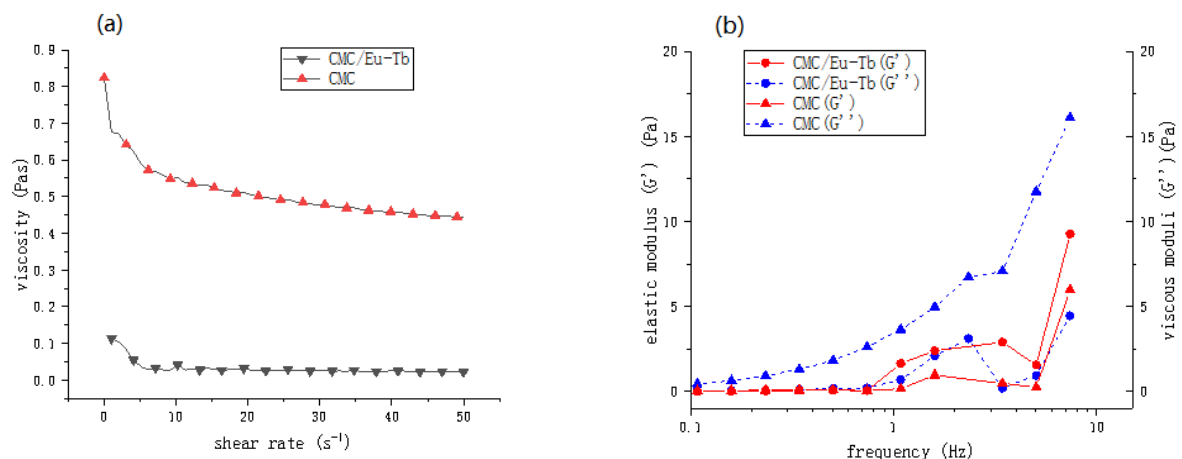 (a)
CMC/Eu-Tb
CMC
0.9
0.8
0.7
0.6
0.5
0.4
0.3
0.2
0.1
0.0
viscosity (Pas)
0
10
20
30
40
50
shear rate (s⁻¹)
(b)
CMC/Eu-Tb(G')
CMC/Eu-Tb(G'')
CMC(G')
CMC(G'')
20
15
10
5
0
elastic modulus (G') (Pa)
20
15
10
5
0
viscous moduli (G'')(Pa)
0.1
1
10
frequency (Hz)